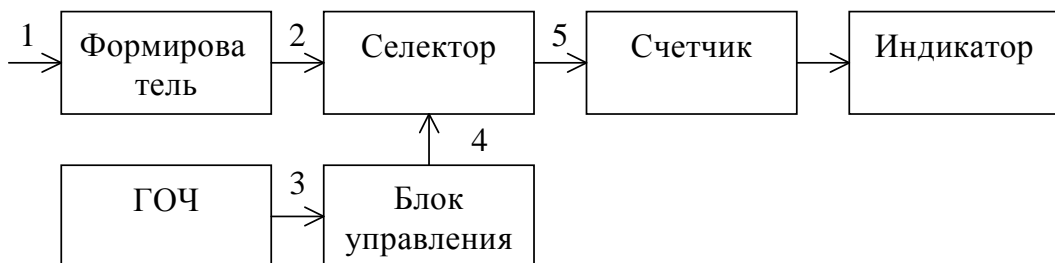 1
Формирова
тель
2
Селектор
5
Счетчик
Индикатор
4
ГОЧ
3
Блок
управления